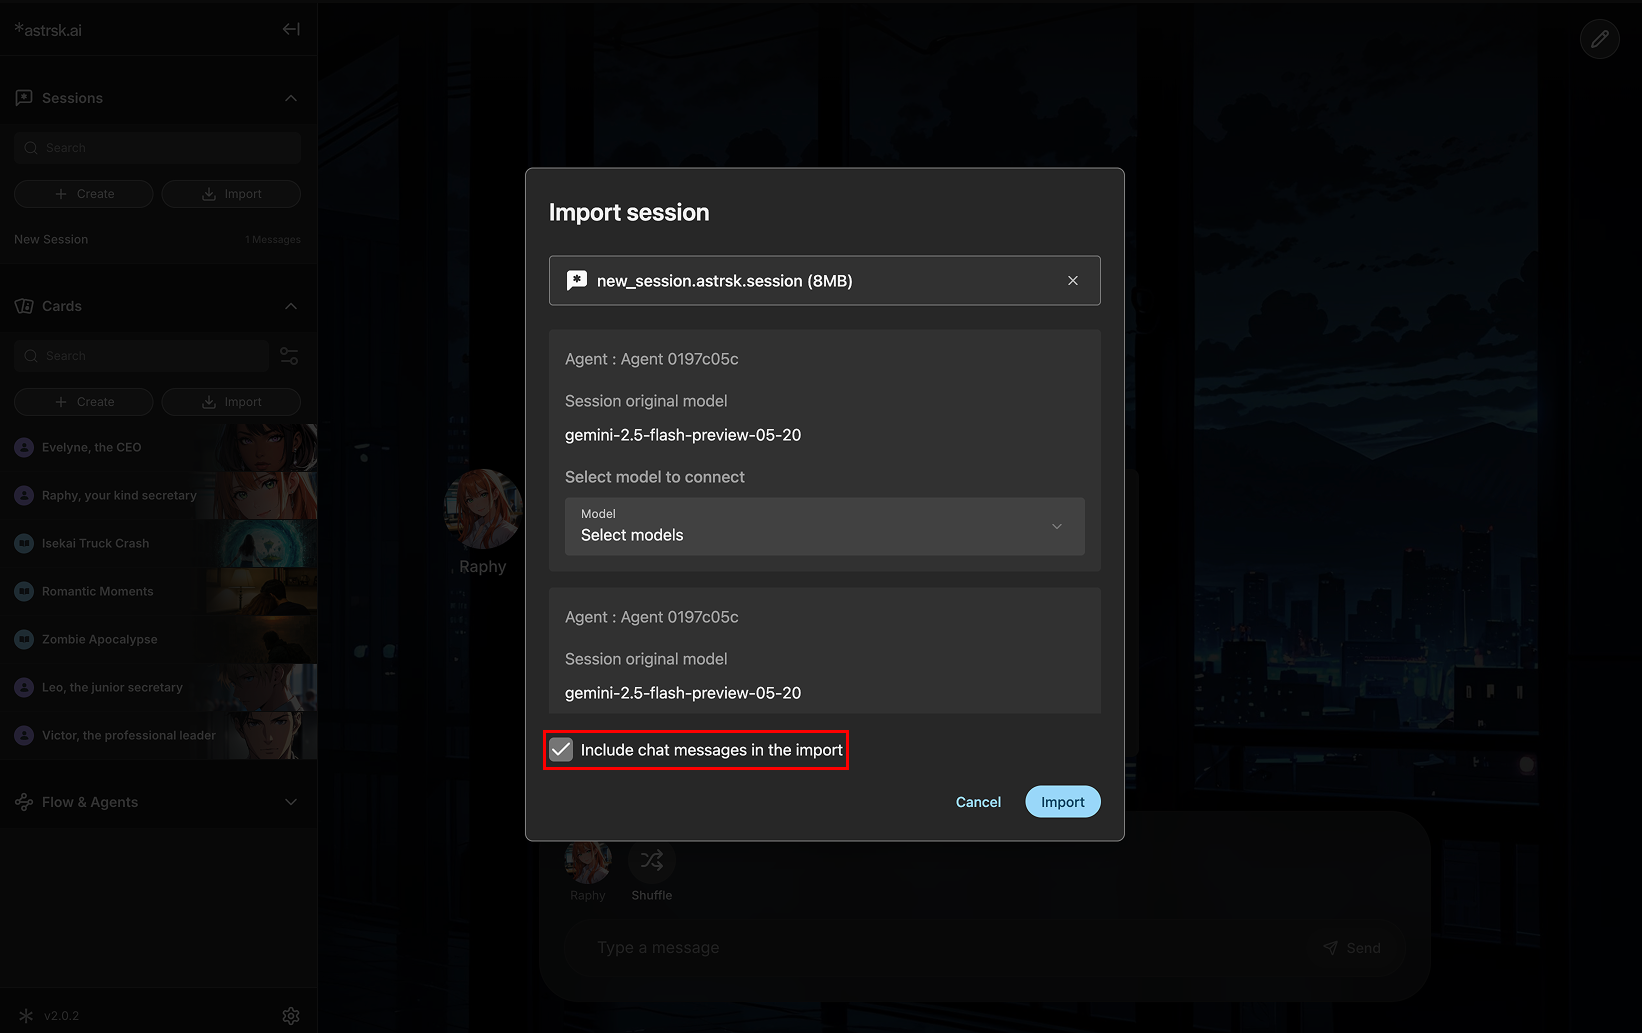 *astrsk.ai
Sessions
Search
Create
Import
New Session
1 Messages
Cards
Search
Create
Import
Evelyne, the CEO
Raphy, your kind secretary
Isekai Truck Crash
Romantic Moments
Zombie Apocalypse
Leo, the junior secretary
Victor, the professional leader
Flow & Agents
v2.0.2
Raphy
Import session
new_session.astrsk.session (8MB)
Agent : Agent 0197c05c
Session original model
gemini-2.5-flash-preview-05-20
Select model to connect
Model
Select models
Agent : Agent 0197c05c
Session original model
gemini-2.5-flash-preview-05-20
Include chat messages in the import
Cancel
Import
Raphy
Shuffle
Type a message
Send